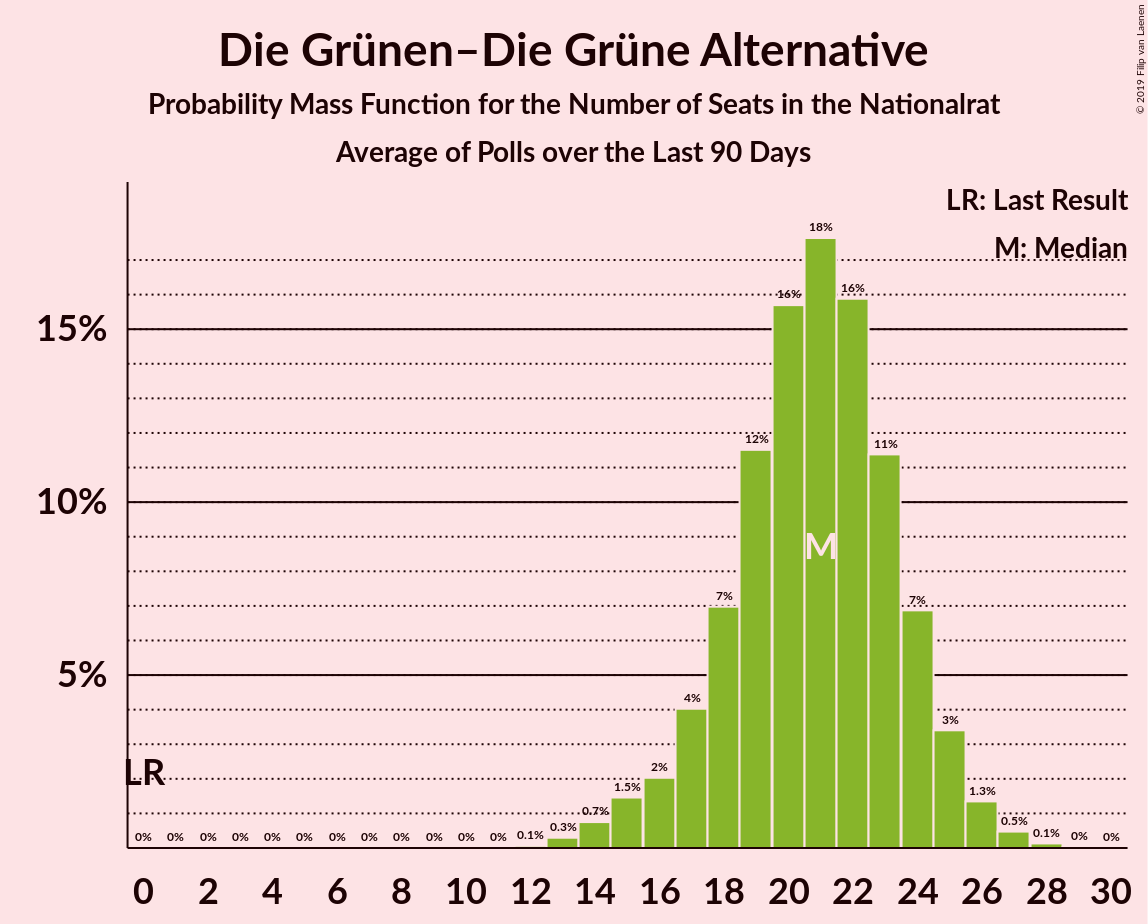 Die Grünen–Die Grüne Alternative
Probability Mass Function for the Number of Seats in the Nationalrat
Average of Polls over the Last 90 Days
© 2019 Filip van Laenen
LR: Last Result
M: Median
15%
10%
5%
LR
M
0% 0% 0% 0% 0% 0% 0% 0% 0% 0% 0% 0% 0.1% 0.3% 0.7% 1.5% 2% 4% 7% 12% 16% 18% 16% 11% 7% 3% 1.3% 0.5% 0.1% 0% 0%
0 2 4 6 8 10 12 14 16 18 20 22 24 26 28 30